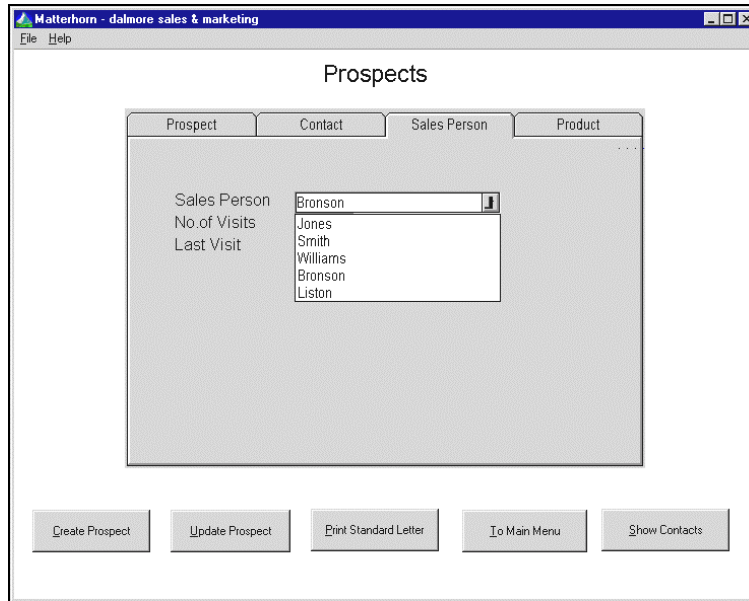 Matterhorn - dalmore sales & marketing
File Help
Prospects
Prospect Contact Sales Person Product
Sales Person Bronson
No.of Visits
Last Visit
Jones
Smith
Williams
Bronson
Liston
Create Prospect Update Prospect Print Standard Letter To Main Menu Show Contacts